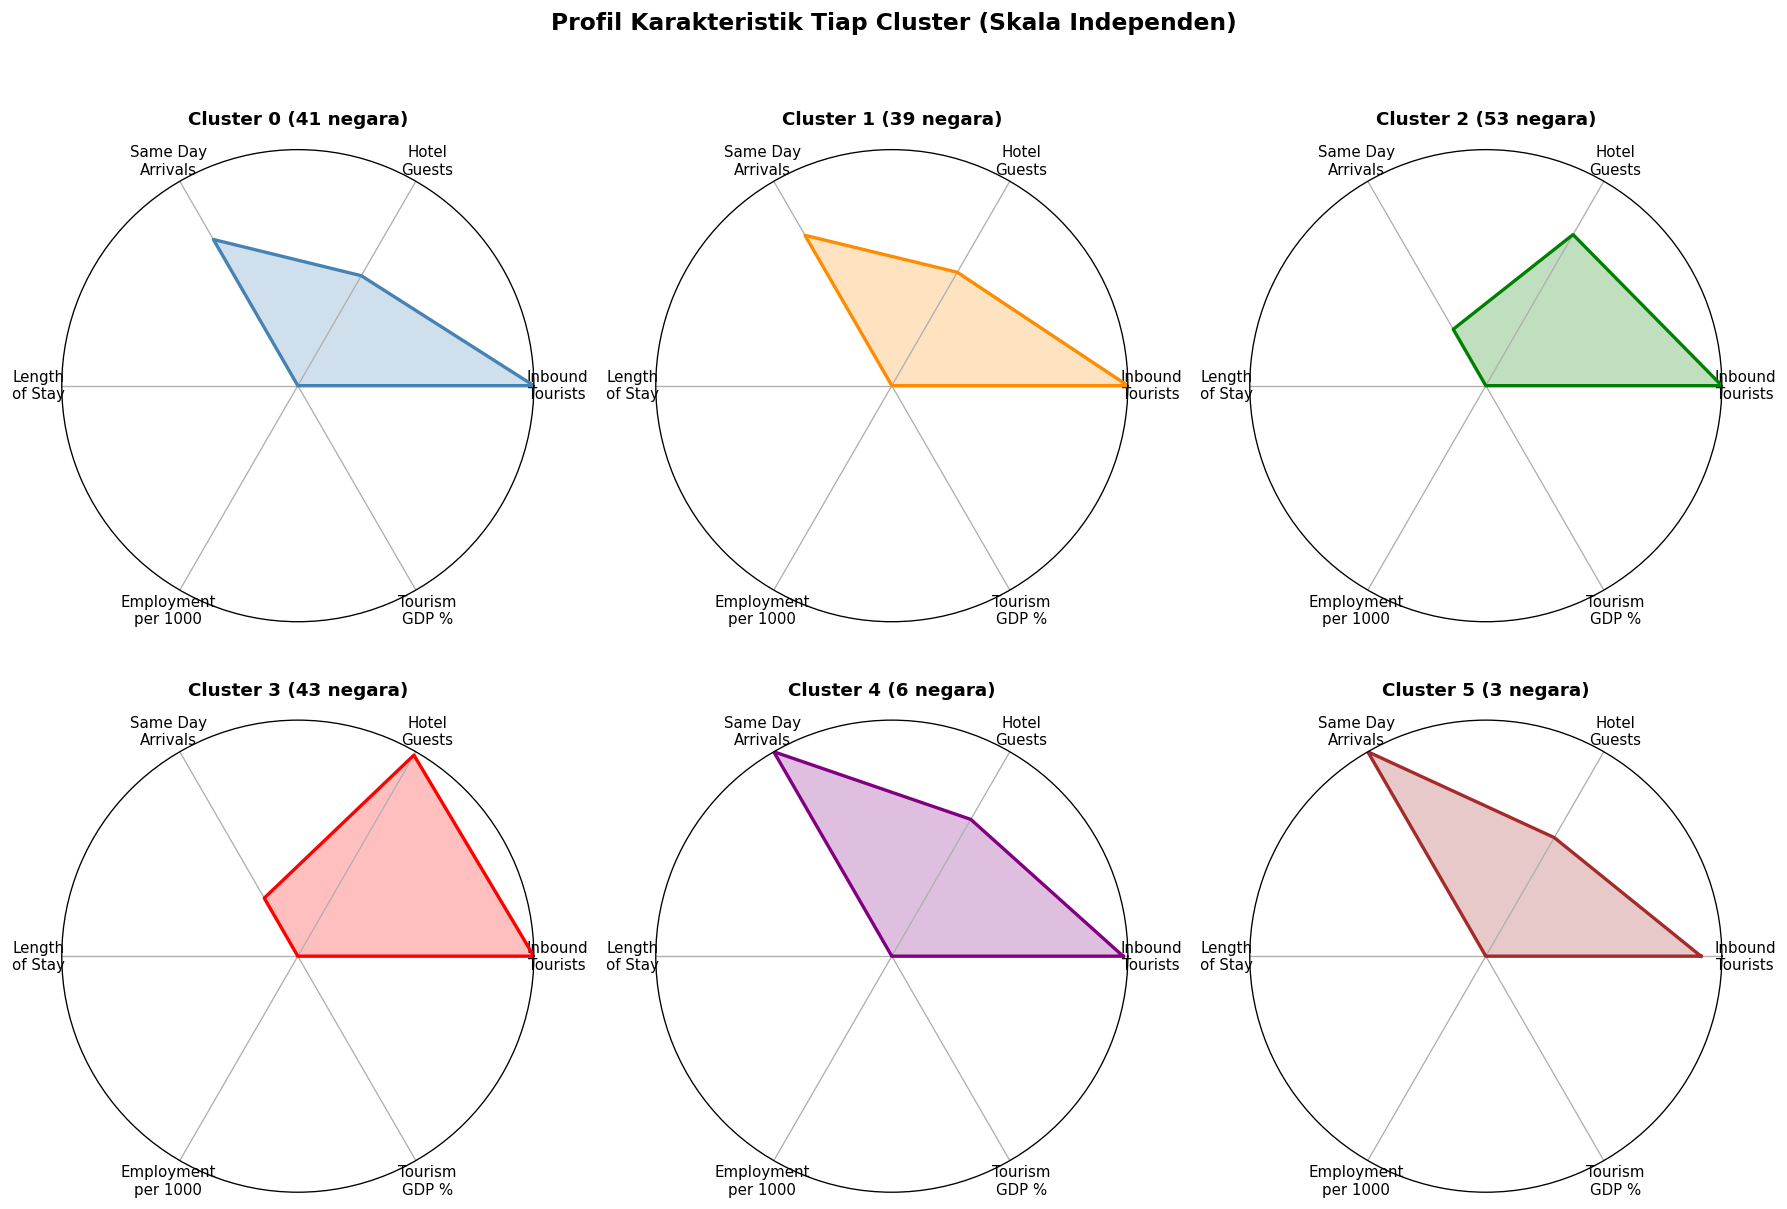 Profil Karakteristik Tiap Cluster (Skala Independen)
Cluster 0 (41 negara)
Same Day
Arrivals
Hotel
Guests
Length
of Stay
Inbound
Tourists
Employment
per 1000
Tourism
GDP %
Cluster 1 (39 negara)
Same Day
Arrivals
Hotel
Guests
Length
of Stay
Inbound
Tourists
Employment
per 1000
Tourism
GDP %
Cluster 2 (53 negara)
Same Day
Arrivals
Hotel
Guests
Length
of Stay
Inbound
Tourists
Employment
per 1000
Tourism
GDP %
Cluster 3 (43 negara)
Same Day
Arrivals
Hotel
Guests
Length
of Stay
Inbound
Tourists
Employment
per 1000
Tourism
GDP %
Cluster 4 (6 negara)
Same Day
Arrivals
Hotel
Guests
Length
of Stay
Inbound
Tourists
Employment
per 1000
Tourism
GDP %
Cluster 5 (3 negara)
Same Day
Arrivals
Hotel
Guests
Length
of Stay
Inbound
Tourists
Employment
per 1000
Tourism
GDP %